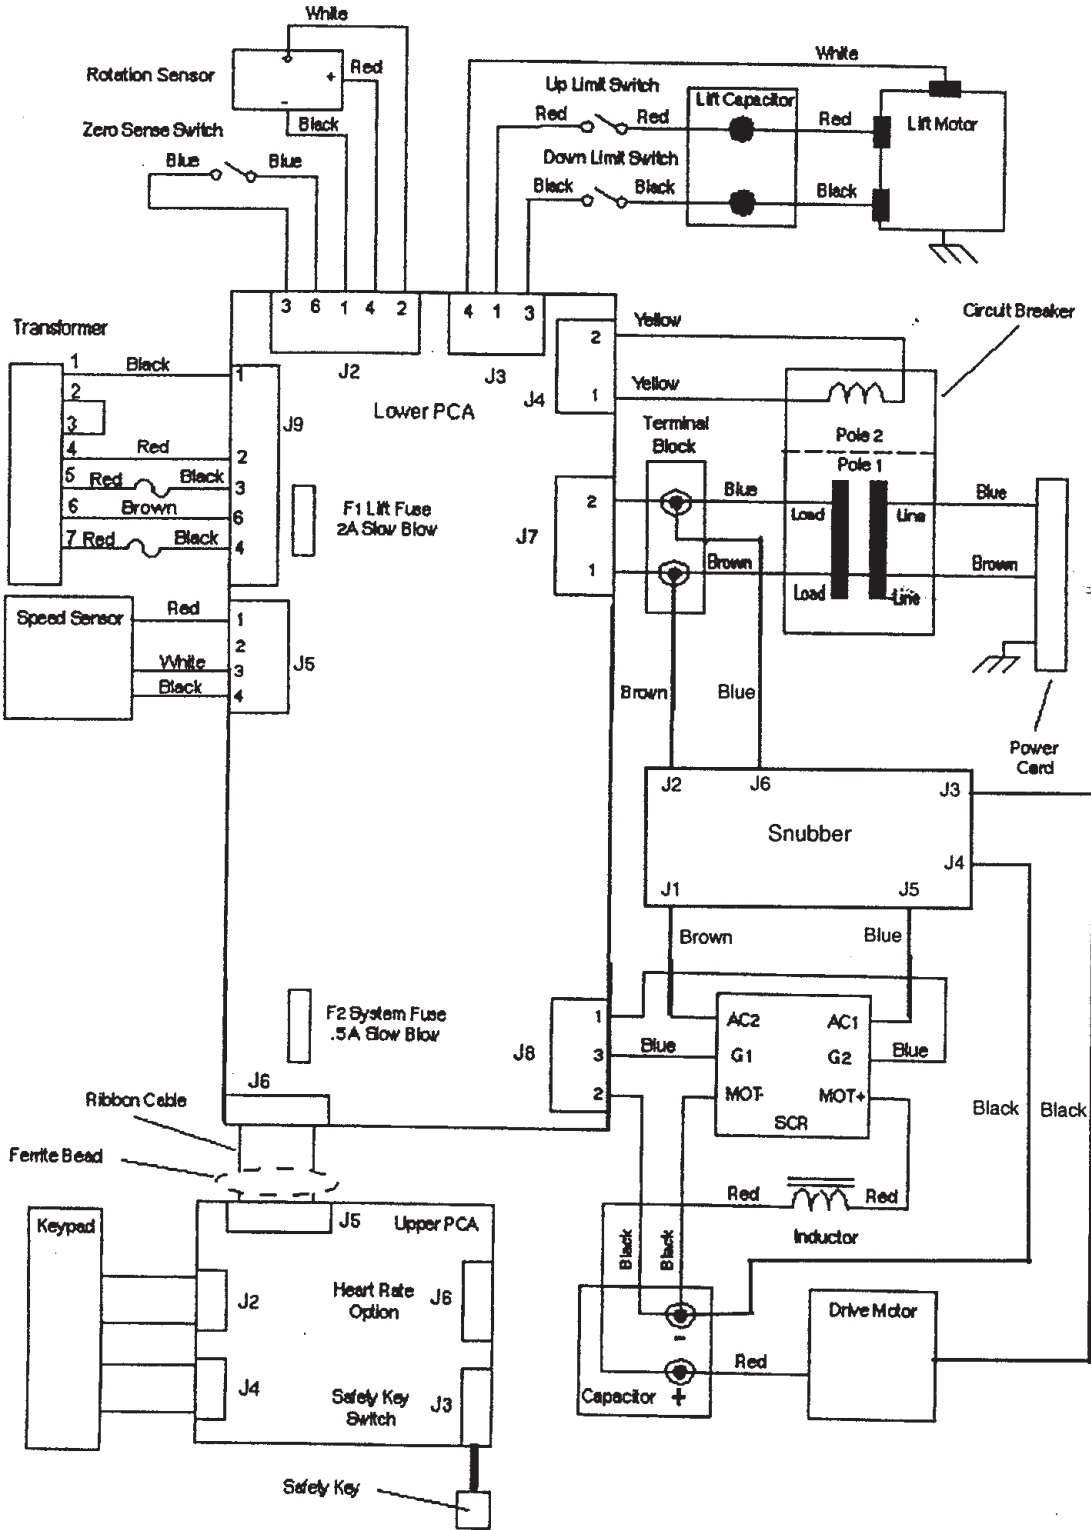 White
Rotation Sensor
+
Red
-
Black
Zero Sense Switch
Blue
Blue
White
Up Limit Switch
Red
Red
Lift Capacitor
Red
Lift Motor
Down Limit Switch
Black
Black
Black
3 6 1 4 2
J2
4 1 3
J3
Lower PCA
Transformer
1
Black
1
2
3
4
Red
2
5
Red
Black
3
6
Brown
6
7
Red
Black
4
J9
F1 Lift Fuse
2A Slow Blow
2
Yellow
1
Yellow
J4
Circuit Breaker
Pole 2
Pole 1
Terminal
Block
2
Blue
Load
Line
Blue
J7
1
Brown
Load
Line
Brown
Power
Cord
Speed Sensor
Red
1
2
White
3
Black
4
J5
Brown
Blue
J2
J6
J3
Snubber
J4
J1
J5
Brown
Blue
F2 System Fuse
.5A Slow Blow
J8
1
3
2
Blue
AC2
AC1
G1
G2
Blue
MOT-
MOT+
SCR
Black
Black
J6
Ribbon Cable
Ferrite Bead
Red
Red
Inductor
Black
Black
-
+
Capacitor
Red
Drive Motor
Keypad
J5
Upper PCA
J2
Heart Rate
Option
J6
J4
Safety Key
Switch
J3
Safety Key